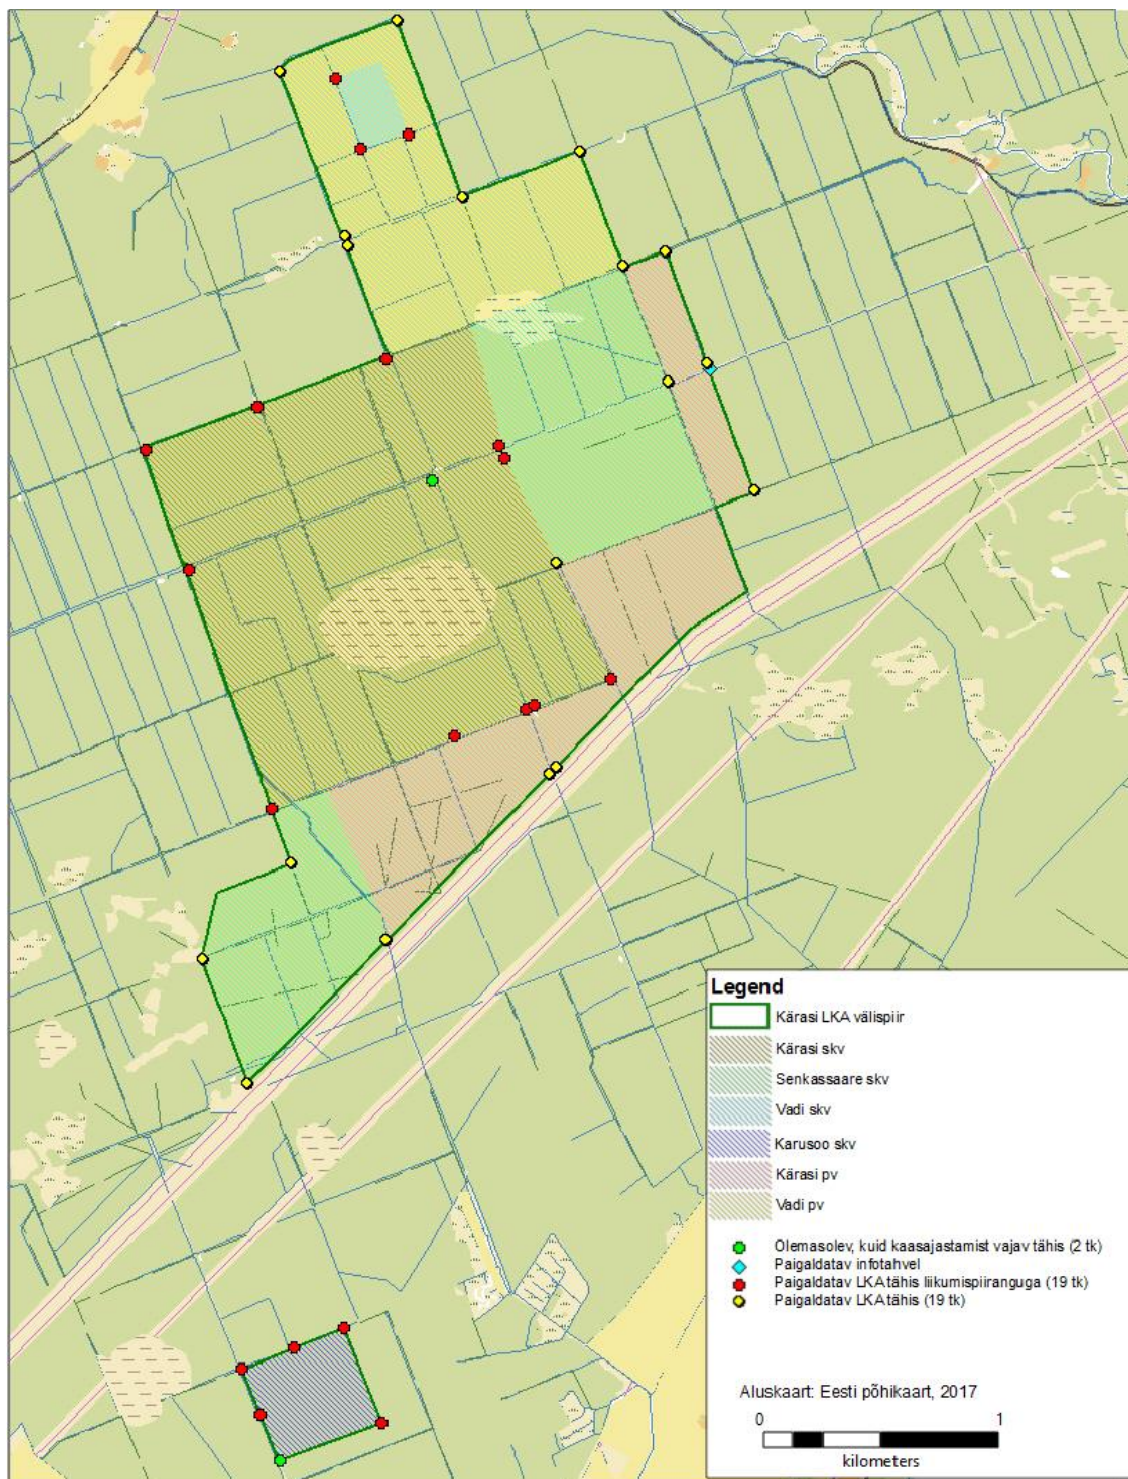 Legend
Kärasi LKA välispiir
Kärasi skv
Senkassaare skv
Vadi skv
Karusoo skv
Kärasi pv
Vadi pv
Olemasolev, kuid kaasajastamist vajav tähis (2 tk)
Paigaldatav infotahvel
Paigaldatav LKA tähis liikumispiiranguga (19 tk)
Paigaldatav LKA tähis (19 tk)
Aluskaart: Eesti põhikaart, 2017
0 1
kilometers